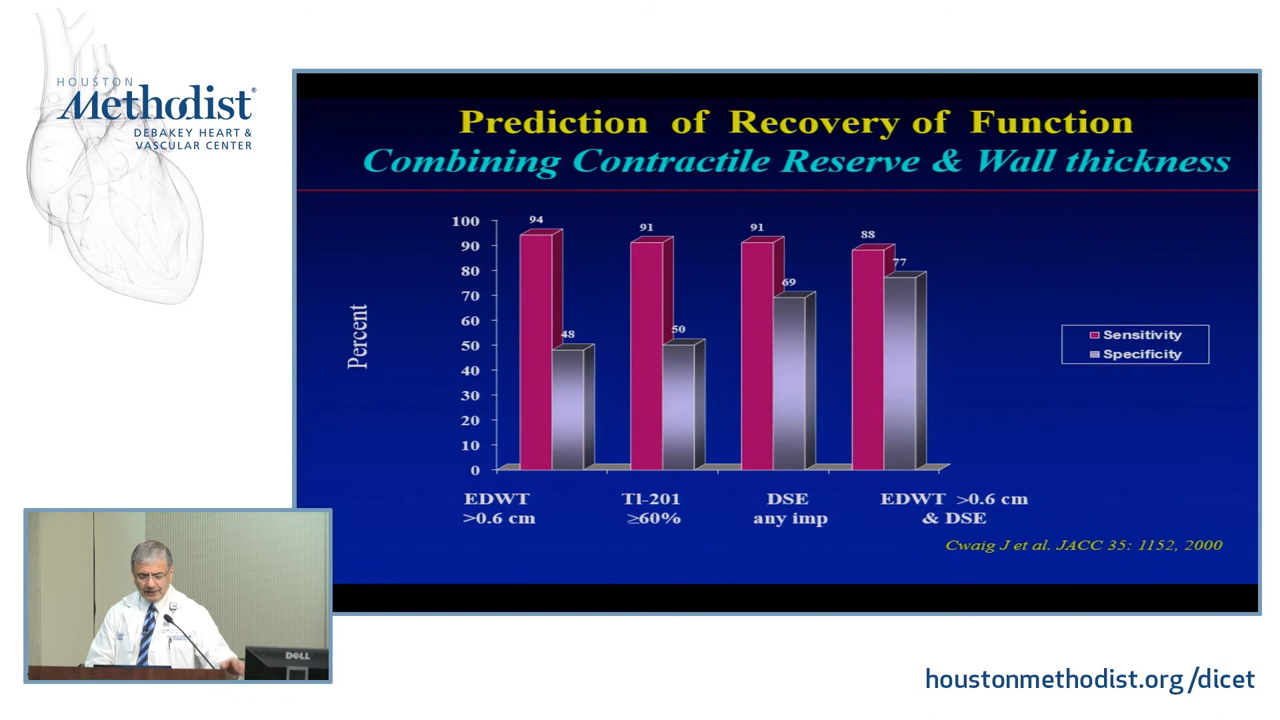 HOUSTON
Methodist®
DEBAKEY HEART &
VASCULAR CENTER
Prediction of Recovery of Function
Combining Contractile Reserve & Wall thickness
Percent
100
90
80
70
60
50
40
30
20
10
0
94
48
91
50
91
69
88
77
EDWT
>0.6 cm
Tl-201
≥60%
DSE
any imp
EDWT >0.6 cm
& DSE
Sensitivity
Specificity
Cwaig J et al. JACC 35: 1152, 2000
DELL
houstonmethodist.org/dicet